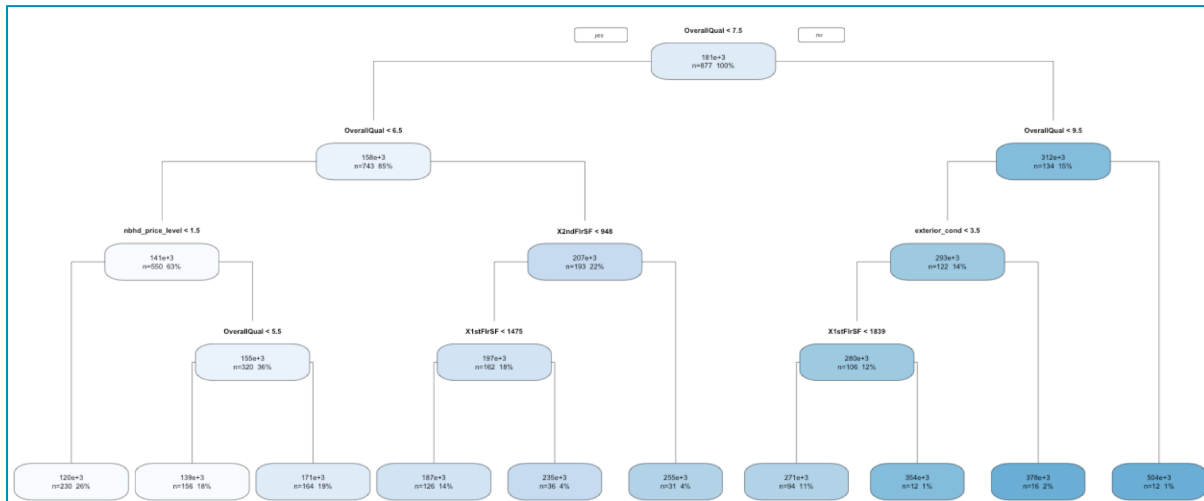 OverallQual < 7.5
yes
no
181e+3
n=877 100%
OverallQual < 6.5
OverallQual < 9.5
158e+3
n=743 85%
312e+3
n=134 15%
nbhd_price_level < 1.5
X2ndFlrSF < 948
exterior_cond < 3.5
141e+3
n=550 63%
207e+3
n=193 22%
293e+3
n=122 14%
OverallQual < 5.5
X1stFlrSF < 1475
X1stFlrSF < 1839
155e+3
n=320 36%
197e+3
n=162 18%
280e+3
n=106 12%
120e+3
n=230 26%
139e+3
n=156 18%
171e+3
n=164 19%
187e+3
n=126 14%
235e+3
n=36 4%
255e+3
n=31 4%
271e+3
n=94 11%
354e+3
n=12 1%
378e+3
n=16 2%
504e+3
n=12 1%